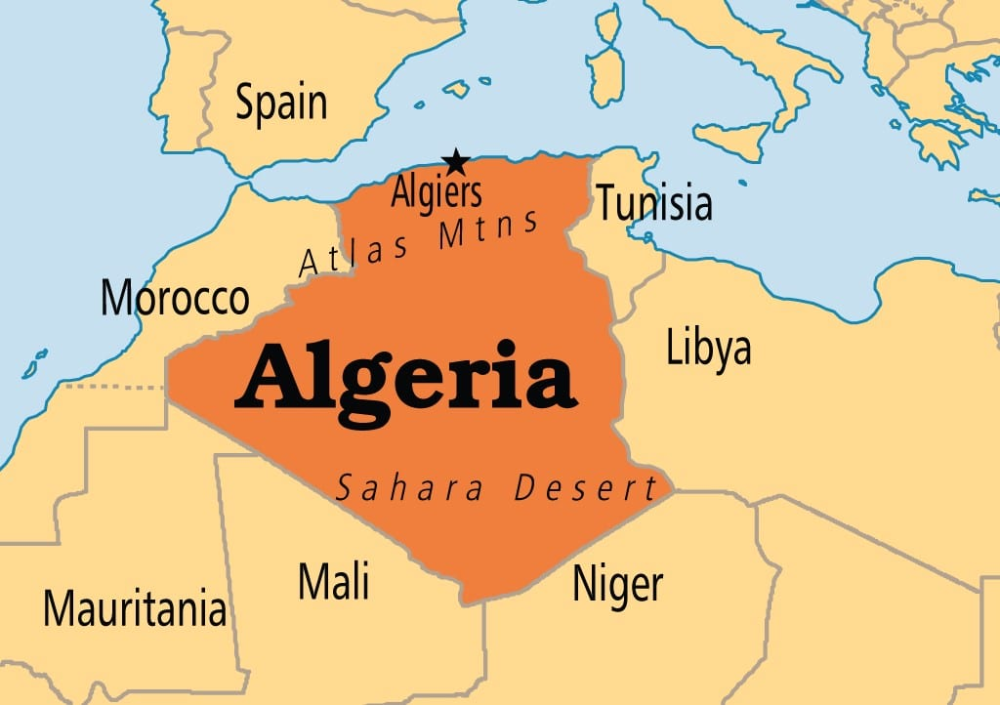 Spain
Algiers
Tunisia
Atlas Mtns
Morocco
Libya
Algeria
Sahara Desert
Mali
Niger
Mauritania